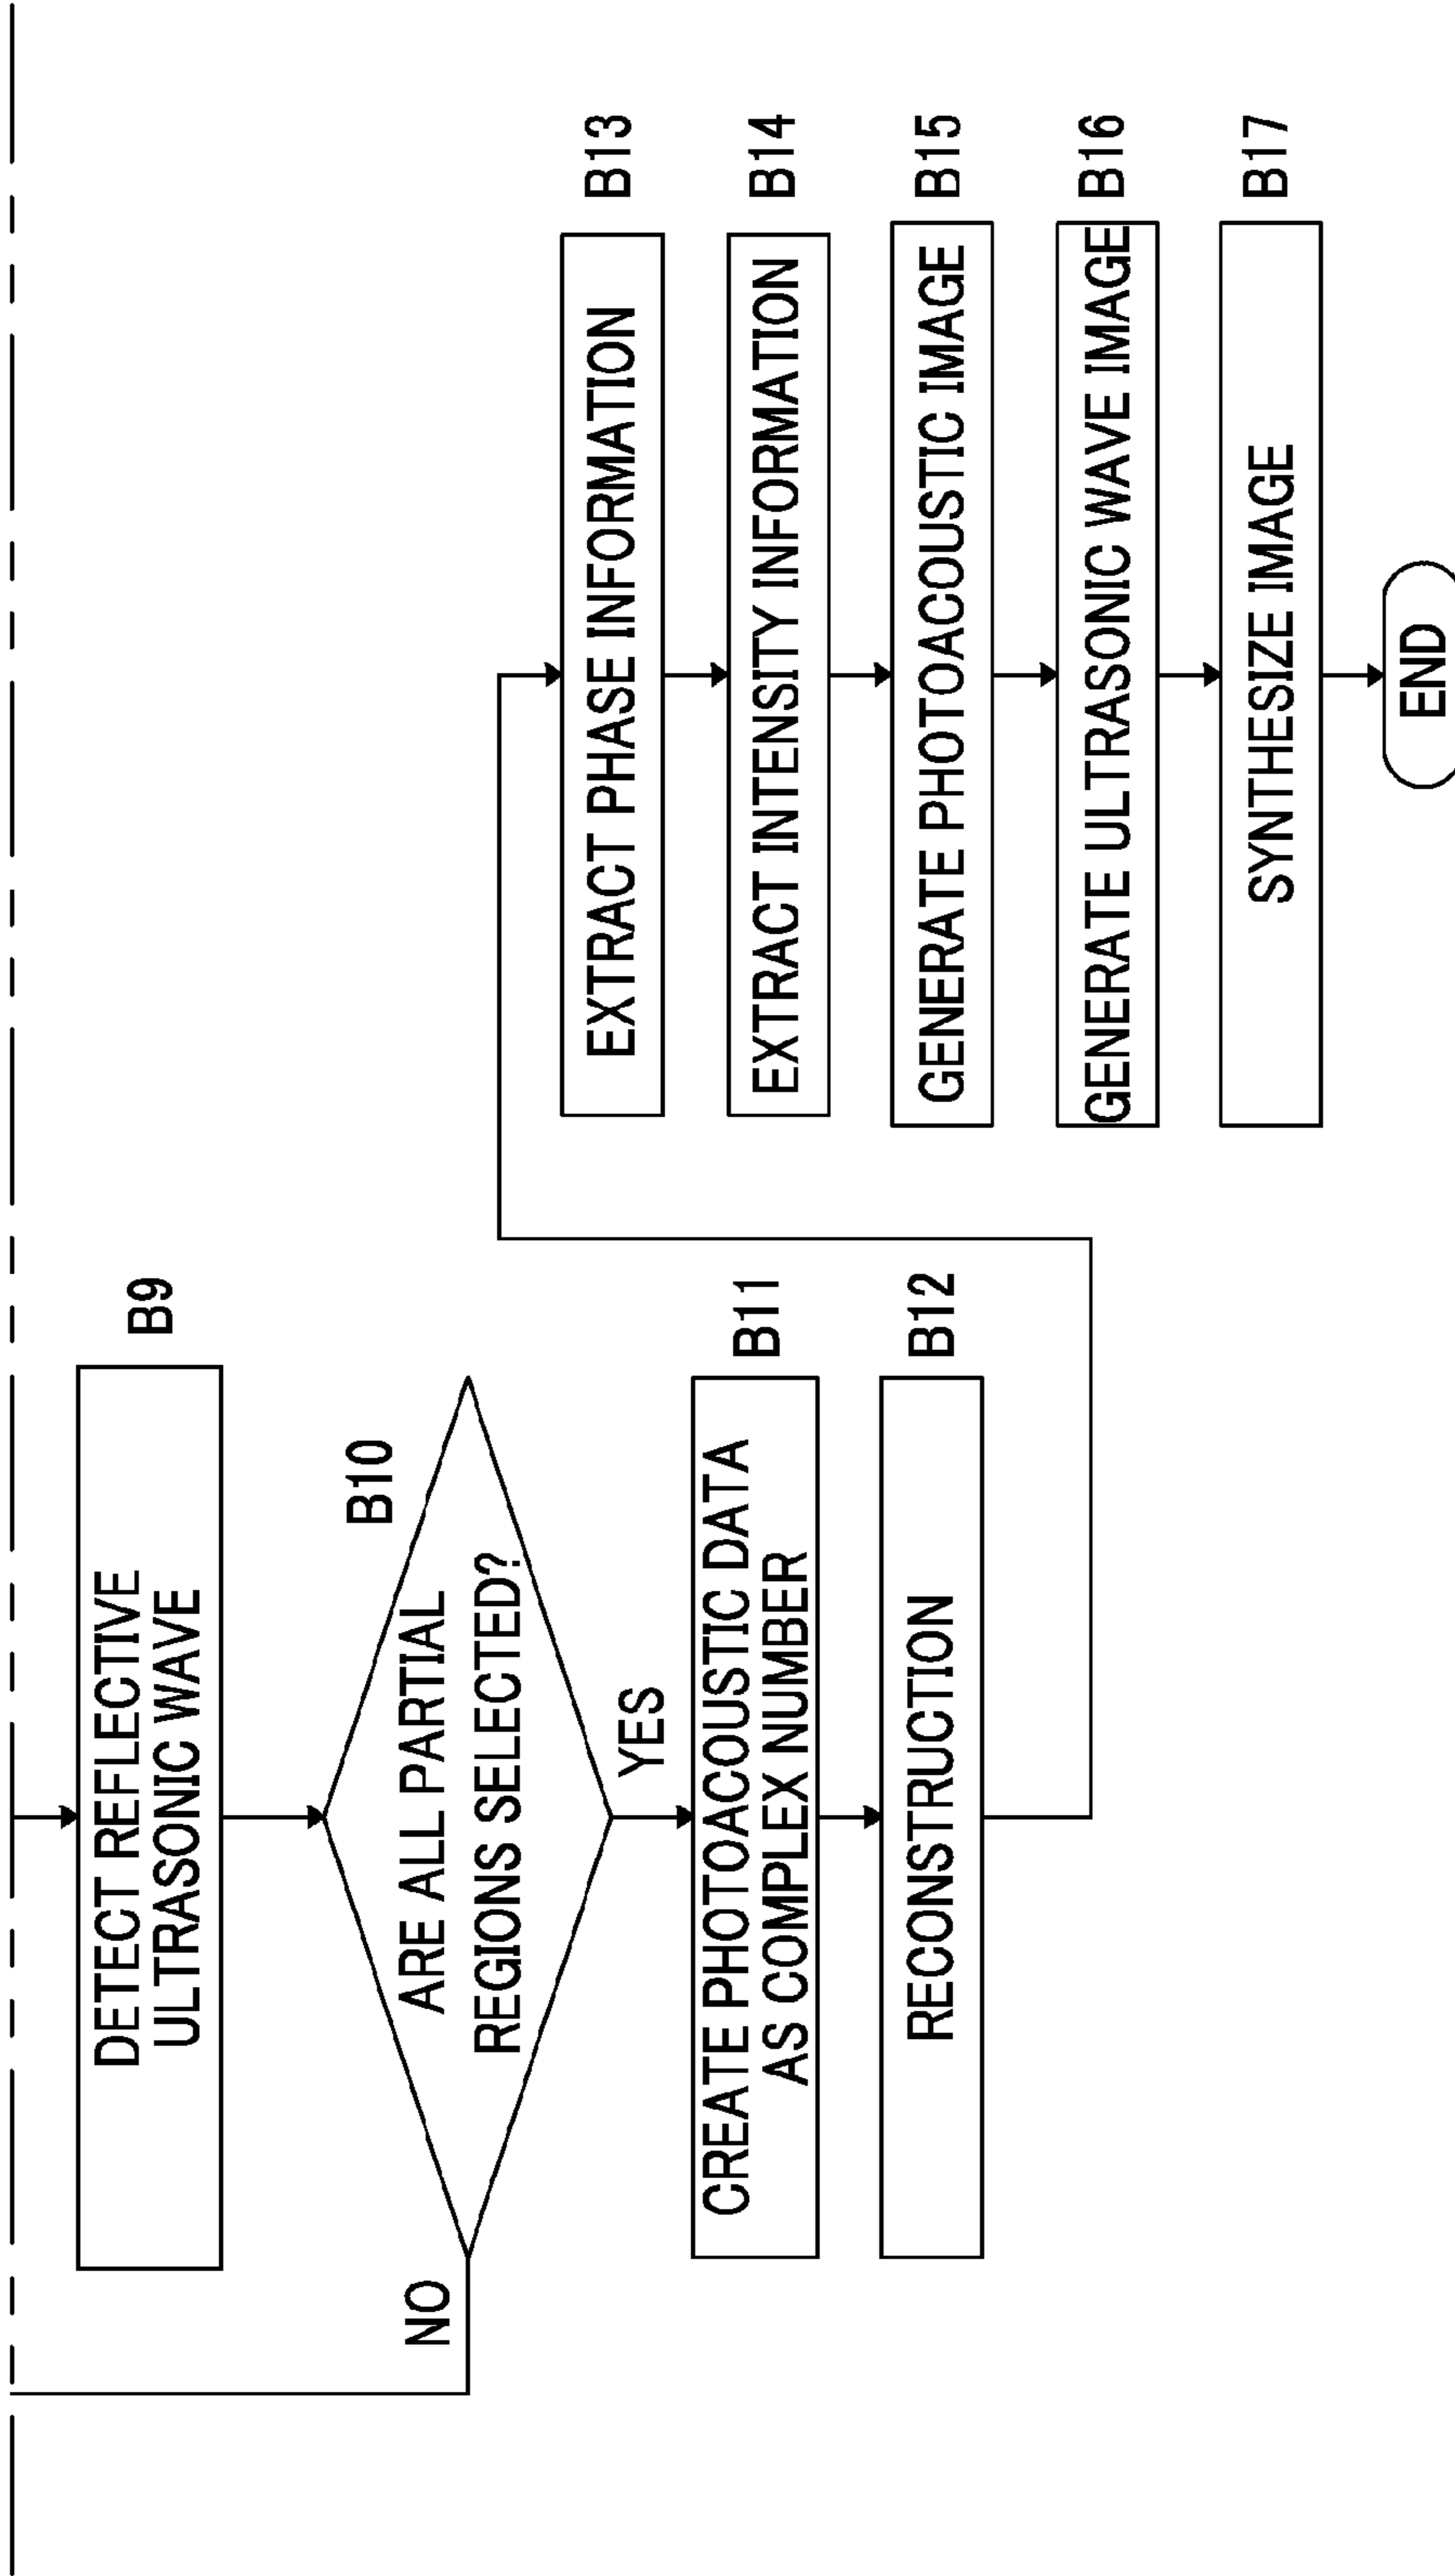 DETECT REFLECTIVE
ULTRASONIC WAVE
B9
ARE ALL PARTIAL
REGIONS SELECTED?
B10
NO
YES
CREATE PHOTOACOUSTIC DATA
AS COMPLEX NUMBER
B11
RECONSTRUCTION
B12
EXTRACT PHASE INFORMATION
B13
EXTRACT INTENSITY INFORMATION
B14
GENERATE PHOTOACOUSTIC IMAGE
B15
GENERATE ULTRASONIC WAVE IMAGE
B16
SYNTHESIZE IMAGE
B17
END